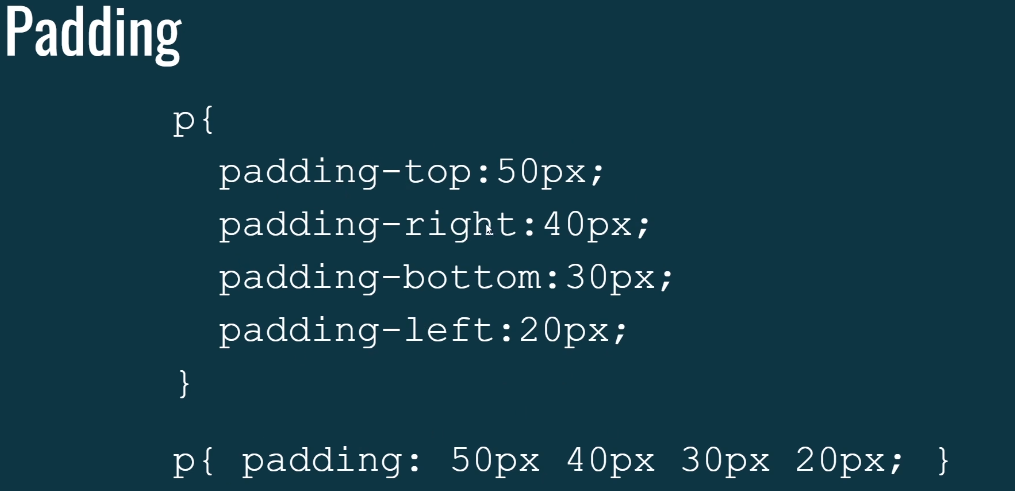 Padding
p{
padding-top:50px;
padding-right:40px;
padding-bottom:30px;
padding-left:20px;
}
p{ padding: 50px 40px 30px 20px; }